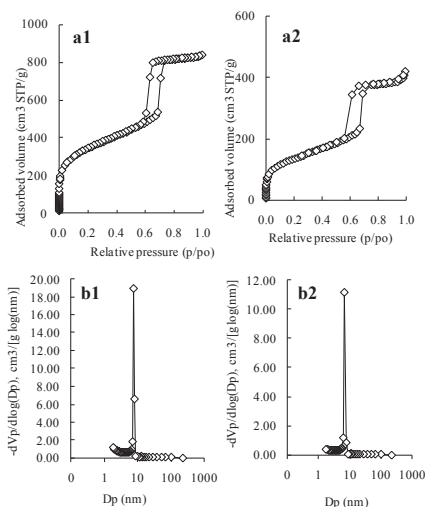 a1
1000
800
600
400
200
0
0.0 0.2 0.4 0.6 0.8 1.0
Adsorbed volume (cm3 STP/g)
Relative pressure (p/po)
a2
600
400
200
0
0.0 0.2 0.4 0.6 0.8 1.0
Adsorbed volume (cm3 STP/g)
Relative pressure (p/po)
b1
20.00
18.00
16.00
14.00
12.00
10.00
8.00
6.00
4.00
2.00
0.00
1 10 100 1000
-dVp/dlog(Dp), cm3/[g log(nm)]
Dp (nm)
b2
12.00
10.00
8.00
6.00
4.00
2.00
0.00
1 10 100 1000
-dVp/dlog(Dp), cm3/[g log(nm)]
Dp (nm)